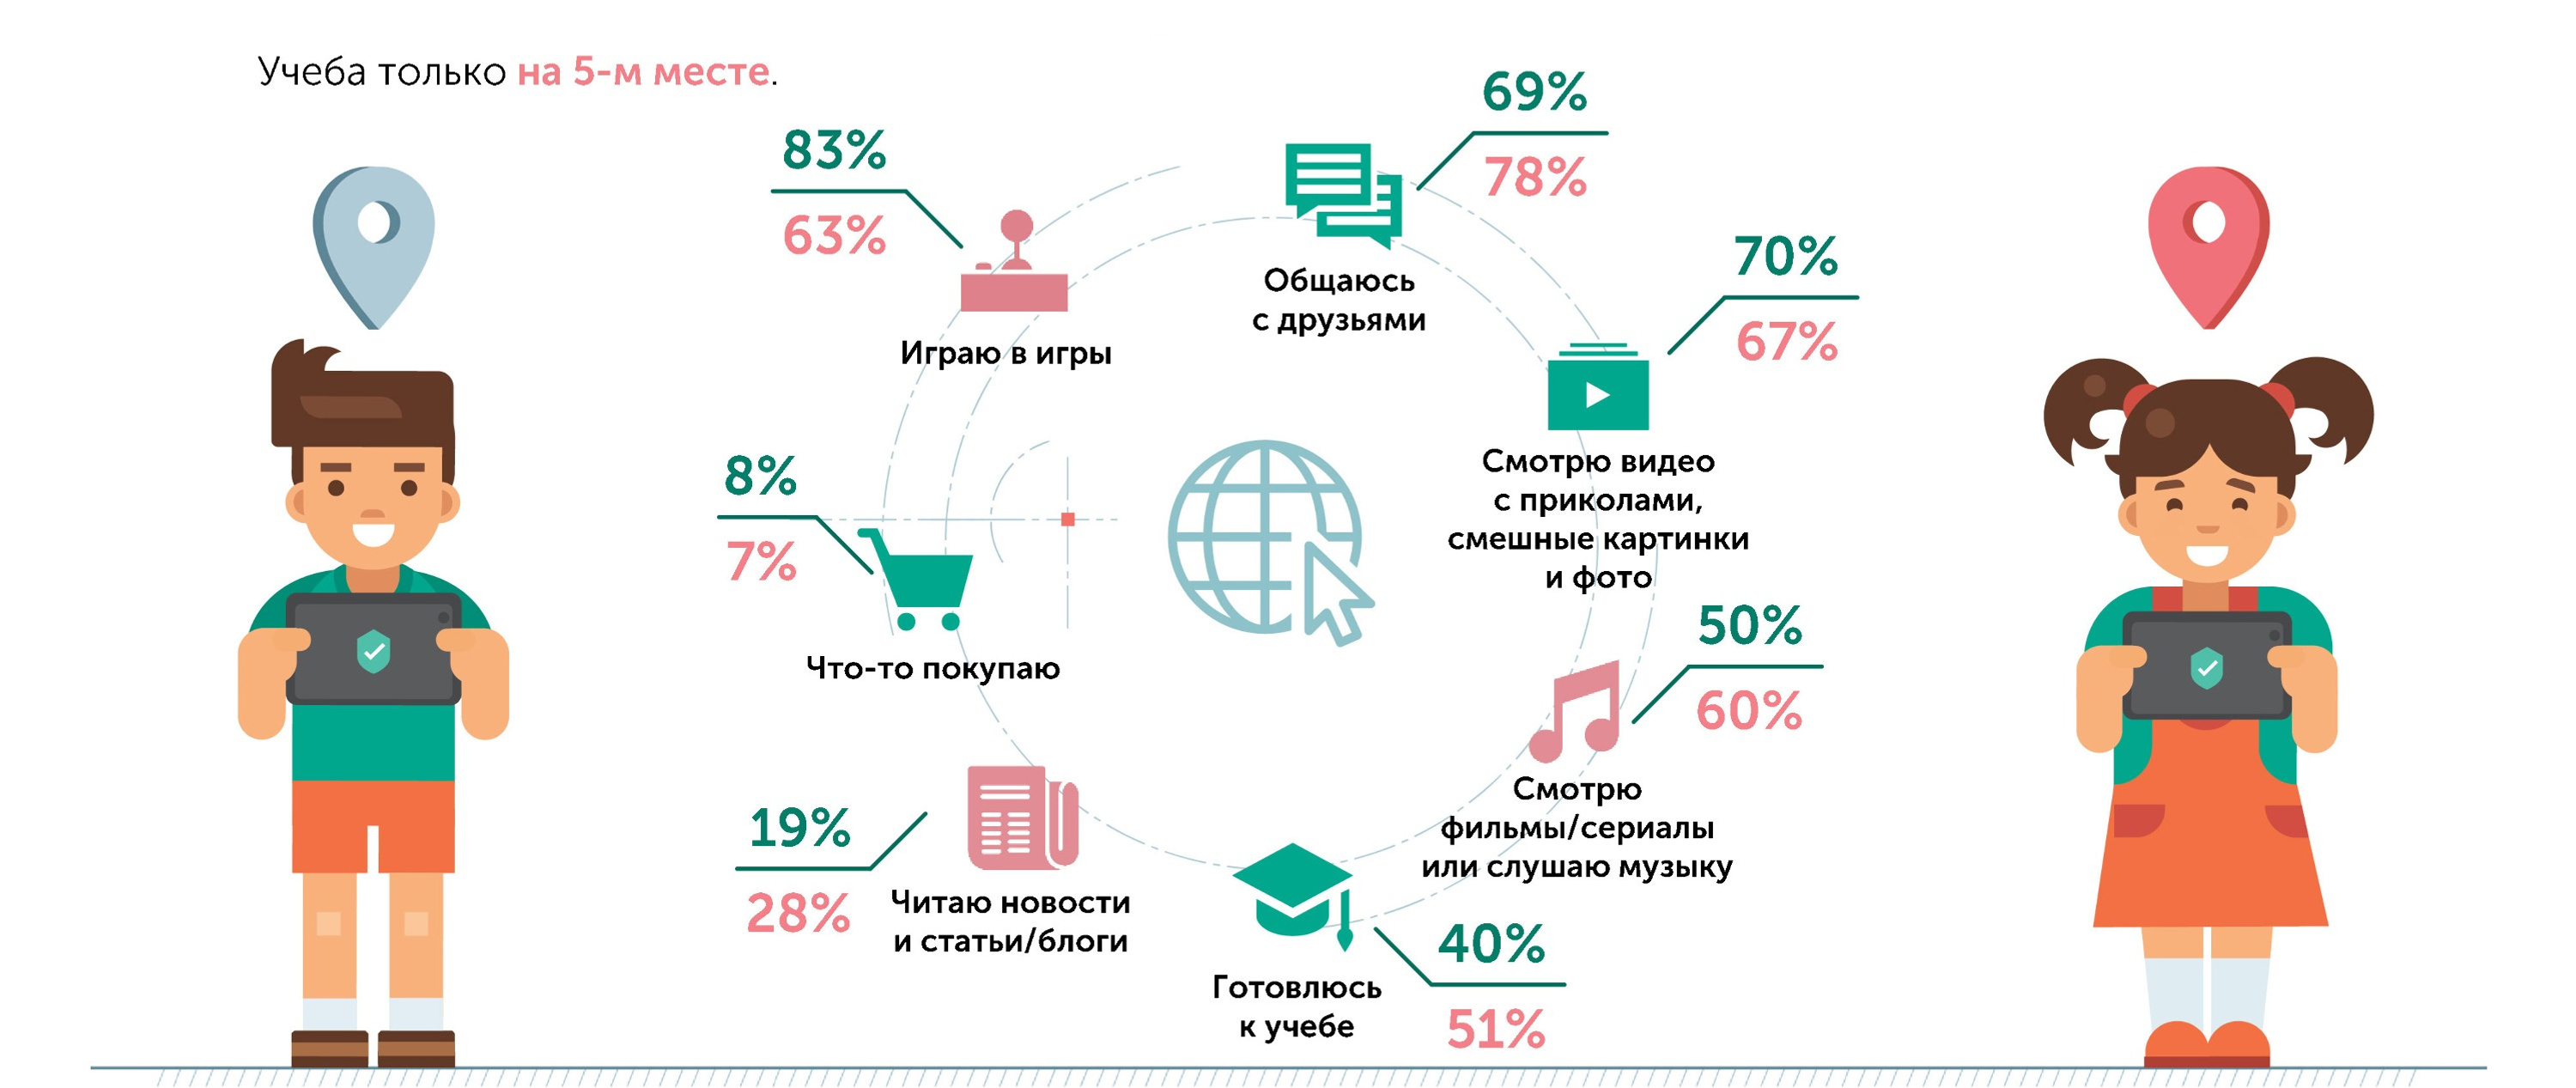 Учеба только на 5-м месте.
83%
63%
Играю в игры
69%
78%
Общаюсь
с друзьями
70%
67%
Смотрю видео
с приколами,
смешные картинки
и фото
50%
60%
Смотрю
фильмы/сериалы
или слушаю музыку
40%
51%
Готовлюсь
к учебе
19%
28%
Читаю новости
и статьи/блоги
8%
7%
Что-то покупаю